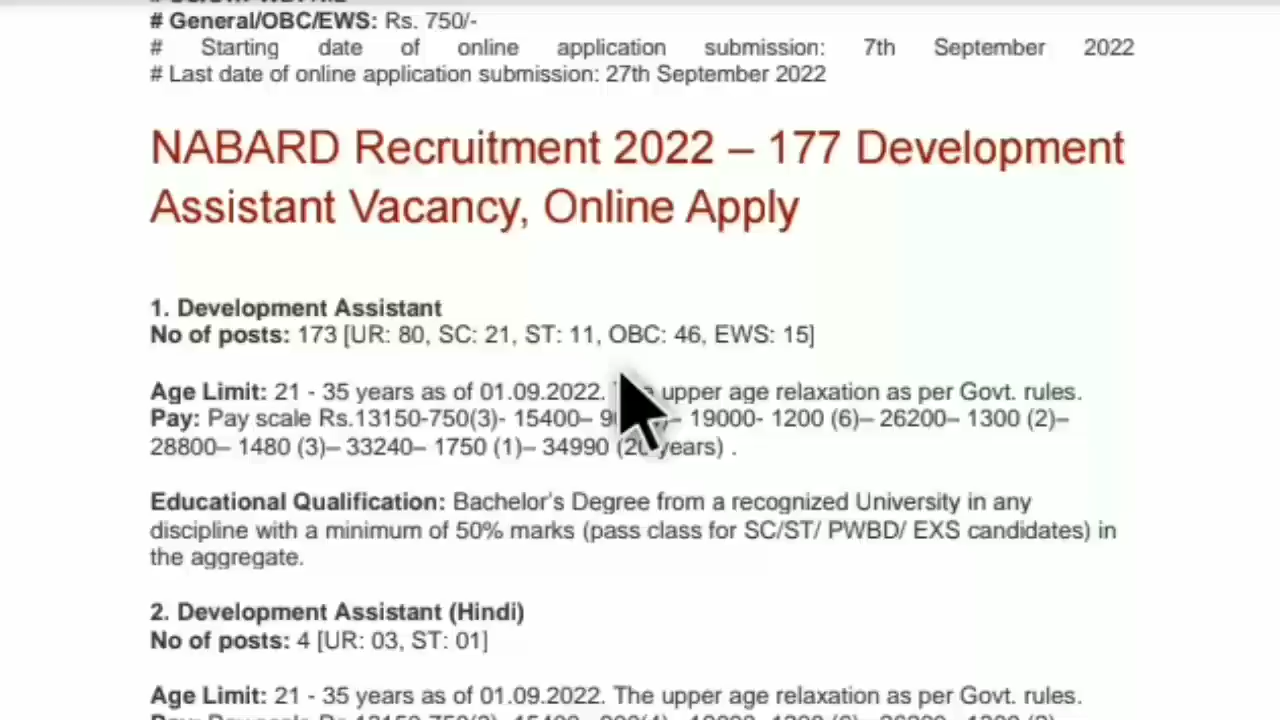 # General/OBC/EWS: Rs. 750/-
# Starting date of online application submission: 7th September 2022
# Last date of online application submission: 27th September 2022
NABARD Recruitment 2022 – 177 Development
Assistant Vacancy, Online Apply
1. Development Assistant
No of posts: 173 [UR: 80, SC: 21, ST: 11, OBC: 46, EWS: 15]
Age Limit: 21 - 35 years as of 01.09.2022. upper age relaxation as per Govt. rules.
Pay: Pay scale Rs.13150-750(3)- 15400– – 19000- 1200 (6)– 26200– 1300 (2)–
28800– 1480 (3)– 33240– 1750 (1)– 34990 years) .
Educational Qualification: Bachelor's Degree from a recognized University in any
discipline with a minimum of 50% marks (pass class for SC/ST/ PWBD/ EXS candidates) in
the aggregate.
2. Development Assistant (Hindi)
No of posts: 4 [UR: 03, ST: 01]
Age Limit: 21 - 35 years as of 01.09.2022. The upper age relaxation as per Govt. rules.